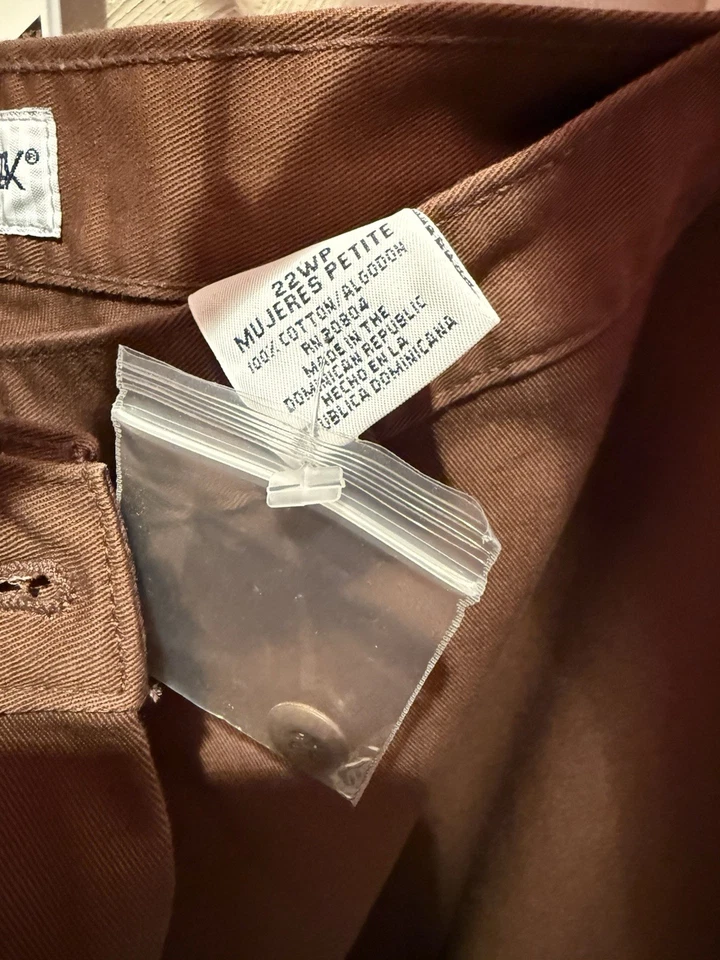 K®
22WP
MUJERES PETITE
100% COTTON/ALGODON
RN 20804
MADE IN THE
DOMINICAN REPUBLIC
HECHO EN LA
ÚBLICA DOMINICANA